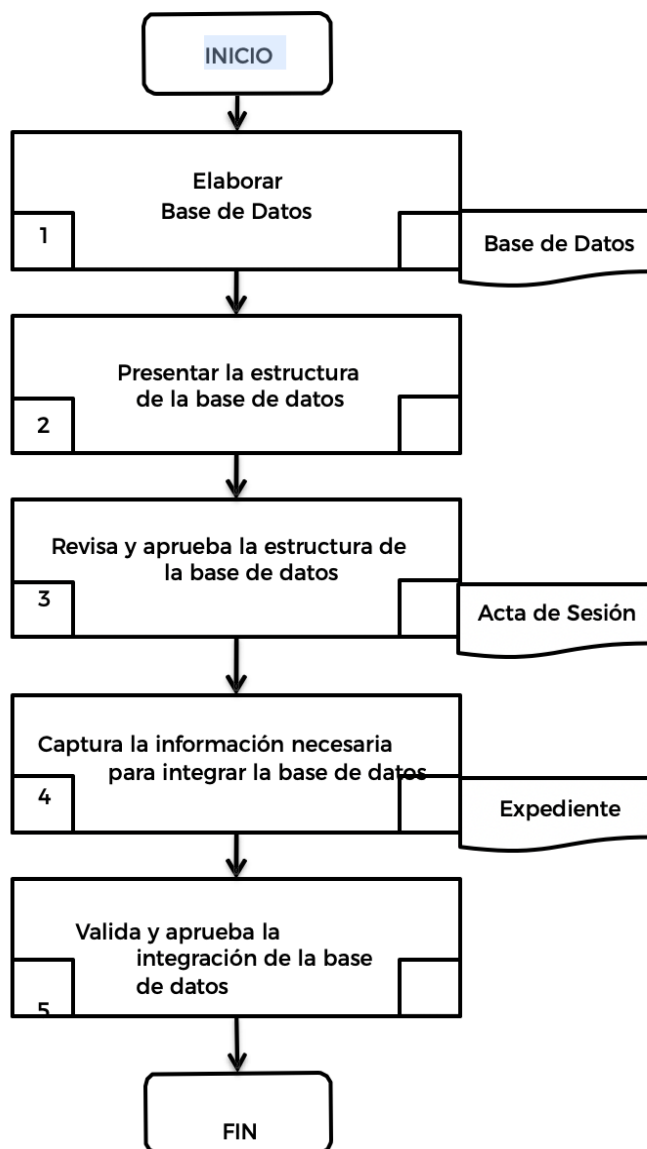 INICIO
Elaborar
Base de Datos
1
Base de Datos
Presentar la estructura
de la base de datos
2
Revisa y aprueba la estructura de
la base de datos
3
Acta de Sesión
Captura la información necesaria
para integrar la base de datos
4
Expediente
Valida y aprueba la
integración de la base
de datos
5
FIN